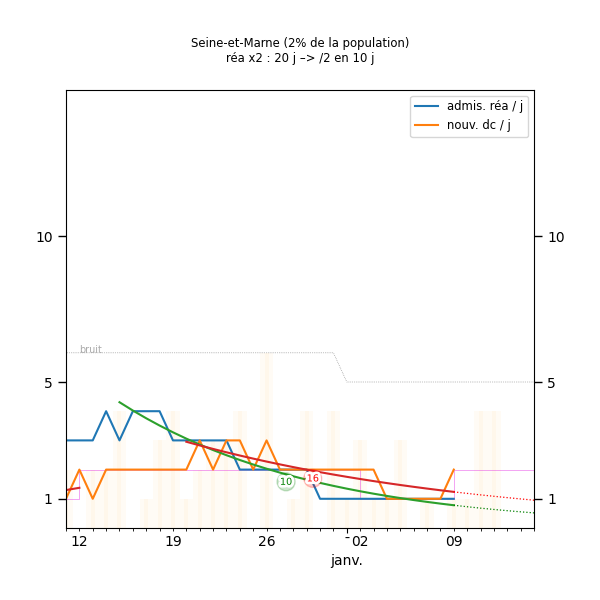 Seine-et-Marne (2% de la population)
réa x2 : 20 j –> /2 en 10 j
admis. réa / j
nouv. dc / j
10
10
bruit
5
5
10
16
1
1
12
19
26
02
09
janv.